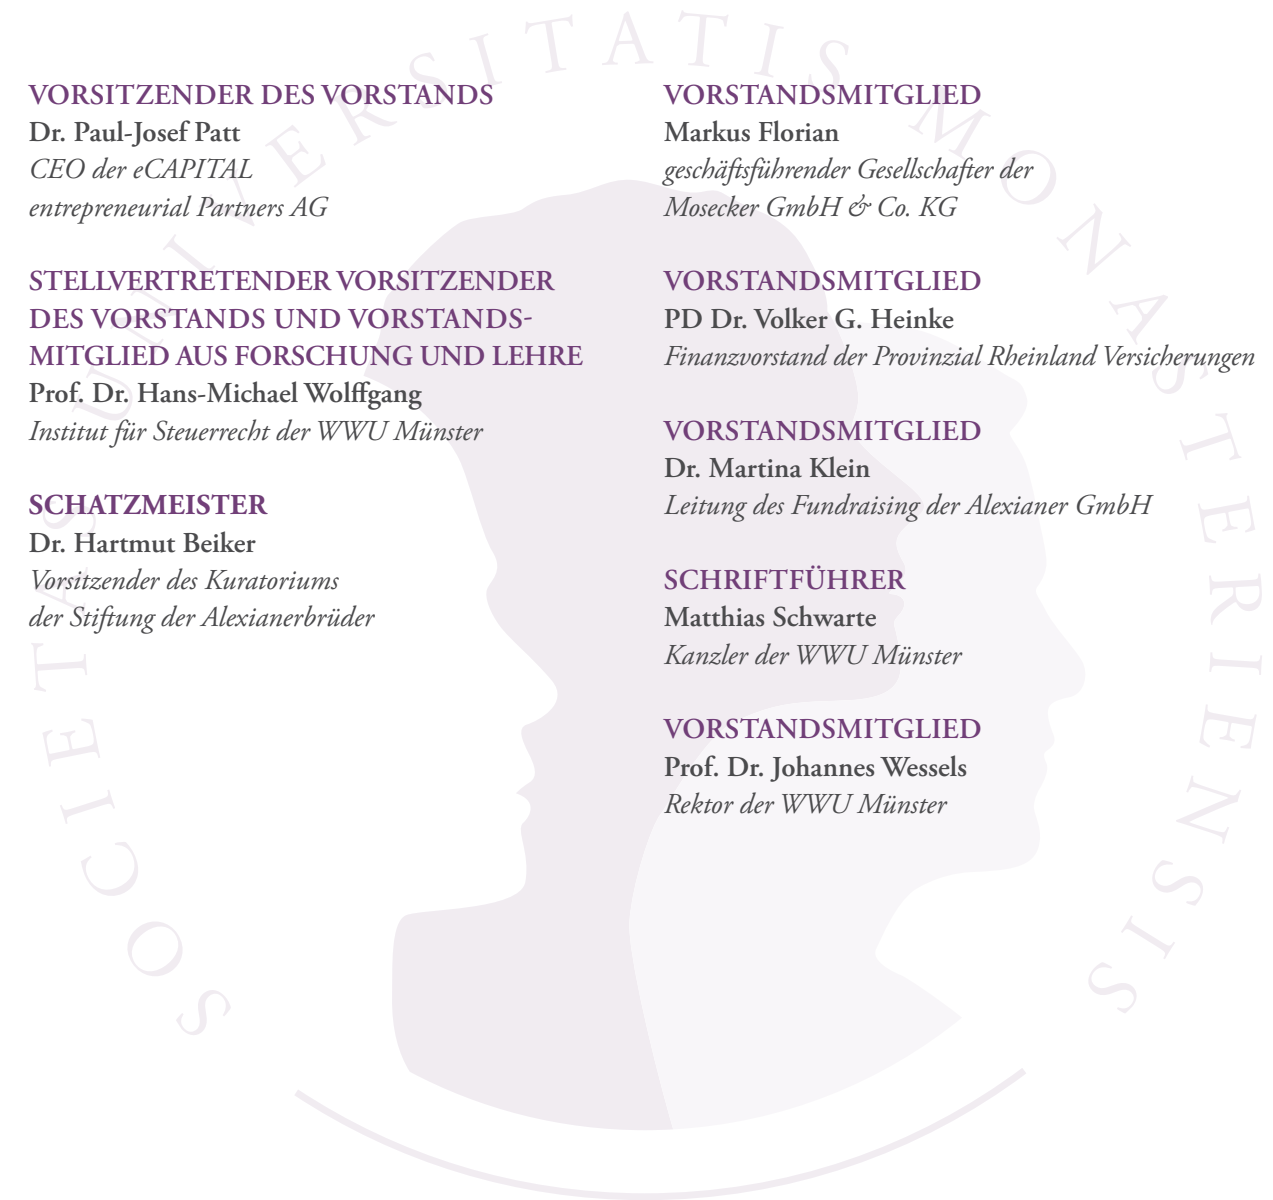 SOCIETAS UNIVERSITATIS MONASTERIENSIS
VORSITZENDER DES VORSTANDS
Dr. Paul-Josef Patt
CEO der eCAPITAL
entrepreneurial Partners AG
STELLVERTRETENDER VORSITZENDER
DES VORSTANDS UND VORSTANDS-
MITGLIED AUS FORSCHUNG UND LEHRE
Prof. Dr. Hans-Michael Wolffgang
Institut für Steuerrecht der WWU Münster
SCHATZMEISTER
Dr. Hartmut Beiker
Vorsitzender des Kuratoriums
der Stiftung der Alexianerbrüder
VORSTANDSMITGLIED
Markus Florian
geschäftsführender Gesellschafter der
Mosecker GmbH & Co. KG
VORSTANDSMITGLIED
PD Dr. Volker G. Heinke
Finanzvorstand der Provinzial Rheinland Versicherungen
VORSTANDSMITGLIED
Dr. Martina Klein
Leitung des Fundraising der Alexianer GmbH
SCHRIFTFÜHRER
Matthias Schwarte
Kanzler der WWU Münster
VORSTANDSMITGLIED
Prof. Dr. Johannes Wessels
Rektor der WWU Münster